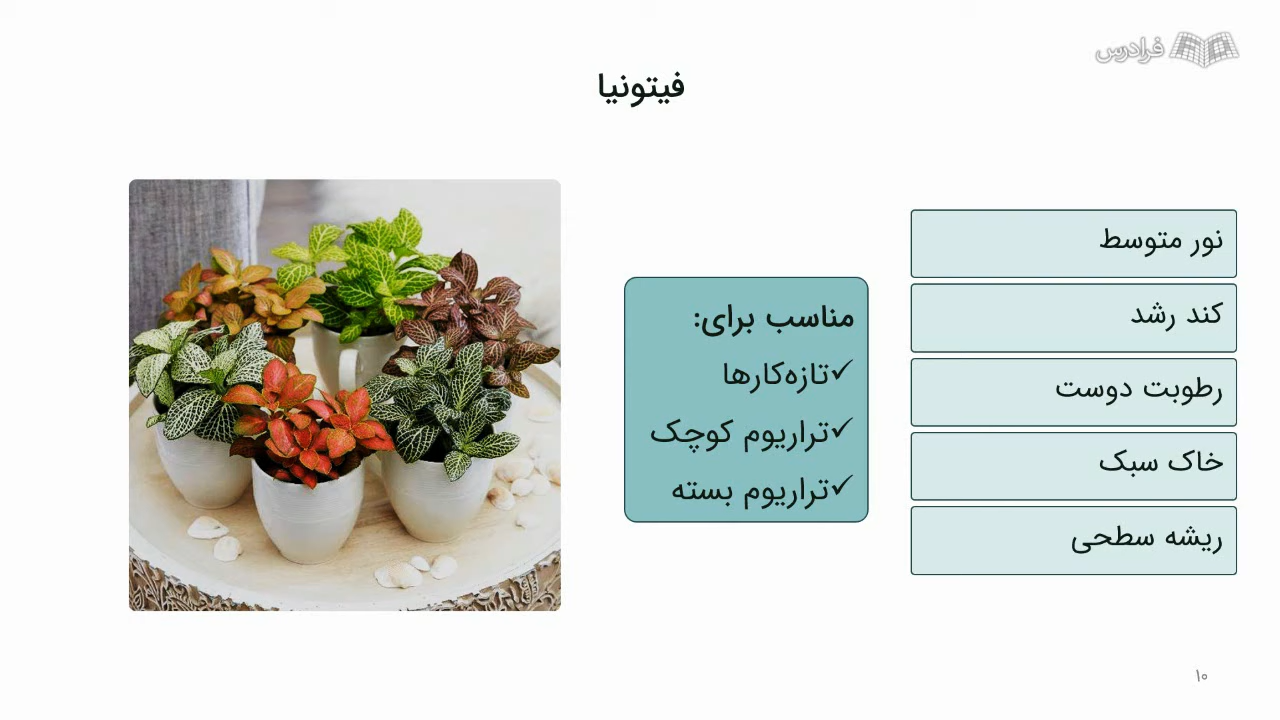 فرادرس
فیتونیا
نور متوسط
کند رشد
رطوبت دوست
خاک سبک
ریشه سطحی
مناسب برای:
✓تازه‌کارها
✓تراریوم کوچک
✓تراریوم بسته
۱۰